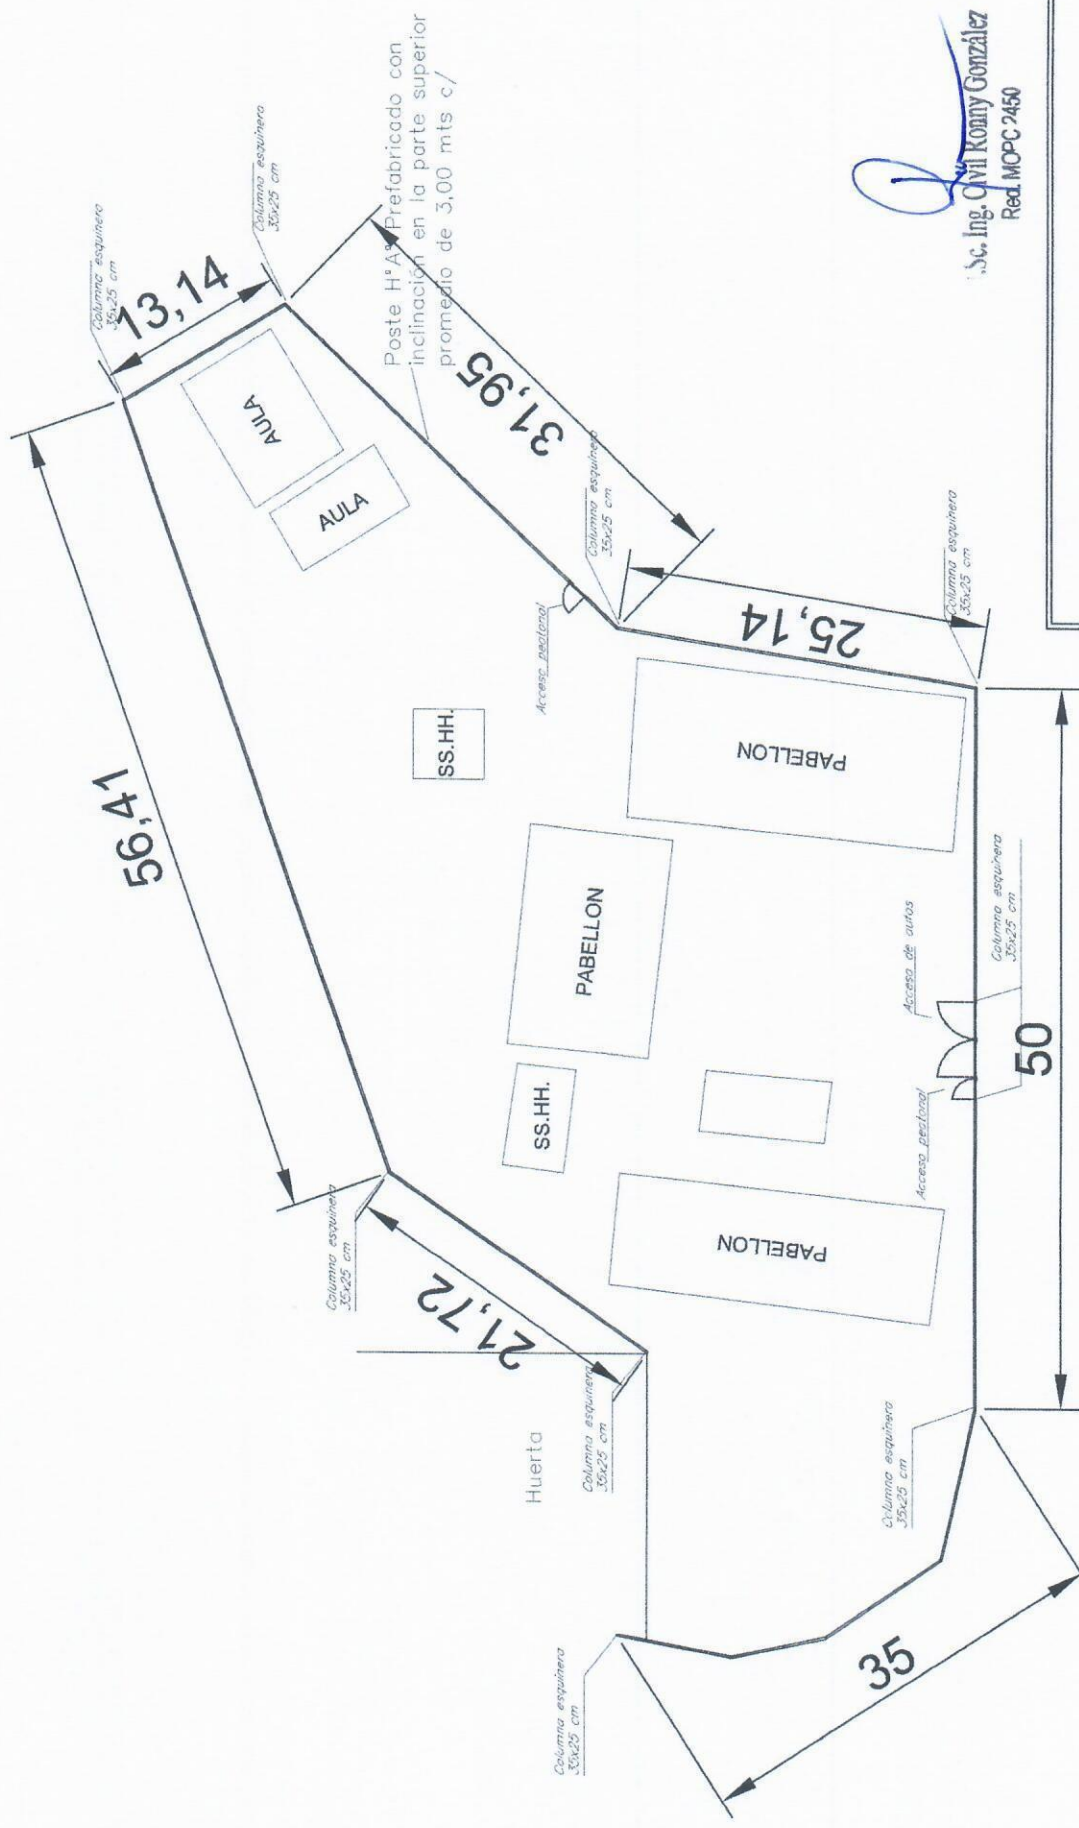 Columna esquinera
35x25 cm
13,14
Columna esquinera
35x25 cm
Poste HºAº Prefabricado con
inclinación en la parte superior
promedio de 3,00 mts c/
31,95
AULA
AULA
56,41
Columna esquinera
35x25 cm
Acceso peatonal
25,14
Columna esquinera
35x25 cm
SS.HH.
PABELLON
PABELLON
SS.HH.
PABELLON
Acceso de autos
Columna esquinera
35x25 cm
50
Acceso peatonal
Columna esquinera
35x25 cm
21,72
Huerta
Columna esquinera
35x25 cm
Columna esquinera
35x25 cm
Columna esquinera
35x25 cm
35
.Sc. Ing. Civil Ronny González
Reg. MOPC 2450